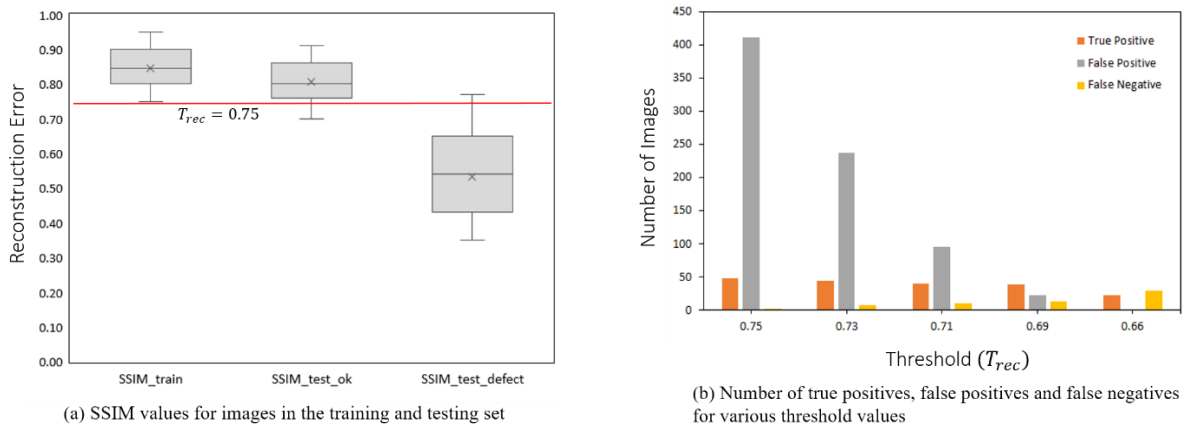 Reconstruction Error
1.00
0.90
0.80
0.70
0.60
0.50
0.40
0.30
0.20
0.10
0.00
T_rec = 0.75
SSIM_train SSIM_test_ok SSIM_test_defect
(a) SSIM values for images in the training and testing set
Number of Images
450
400
350
300
250
200
150
100
50
0
True Positive
False Positive
False Negative
0.75 0.73 0.71 0.69 0.66
Threshold (T_rec)
(b) Number of true positives, false positives and false negatives
for various threshold values